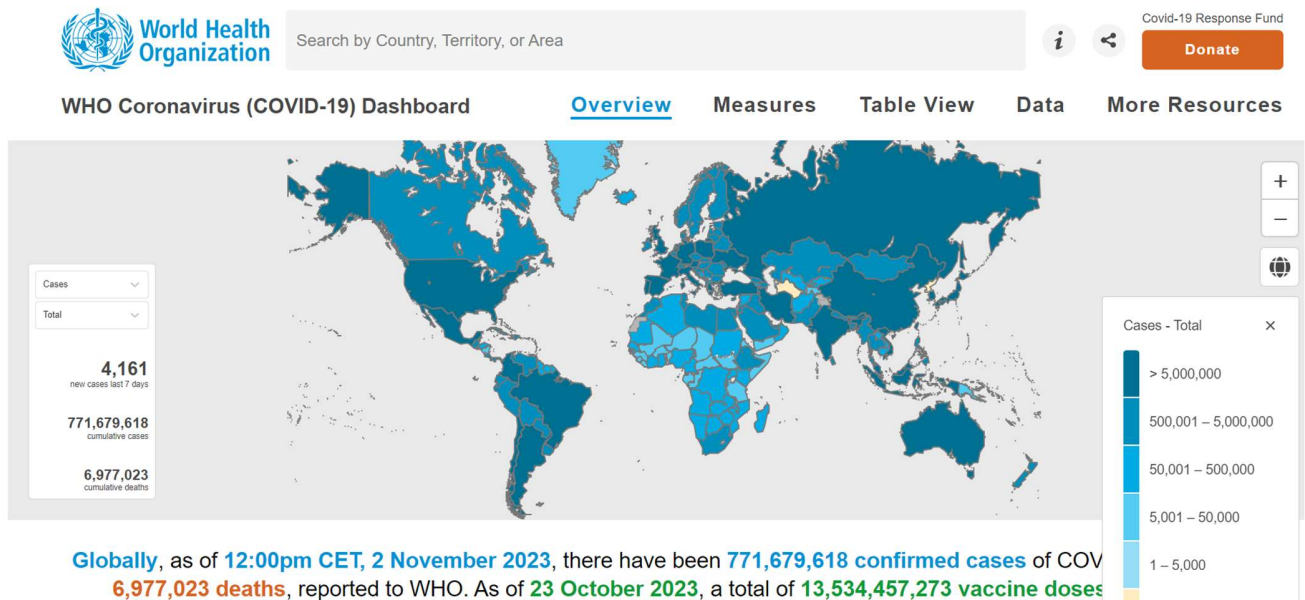 World Health
Organization
Search by Country, Territory, or Area
i
Covid-19 Response Fund
Donate
WHO Coronavirus (COVID-19) Dashboard
Overview
Measures
Table View
Data
More Resources
+
−
Cases
Total
4,161
new cases last 7 days
771,679,618
cumulative cases
6,977,023
cumulative deaths
Cases - Total
> 5,000,000
500,001 – 5,000,000
50,001 – 500,000
5,001 – 50,000
1 – 5,000
Globally, as of 12:00pm CET, 2 November 2023, there have been 771,679,618 confirmed cases of COV
6,977,023 deaths, reported to WHO. As of 23 October 2023, a total of 13,534,457,273 vaccine doses